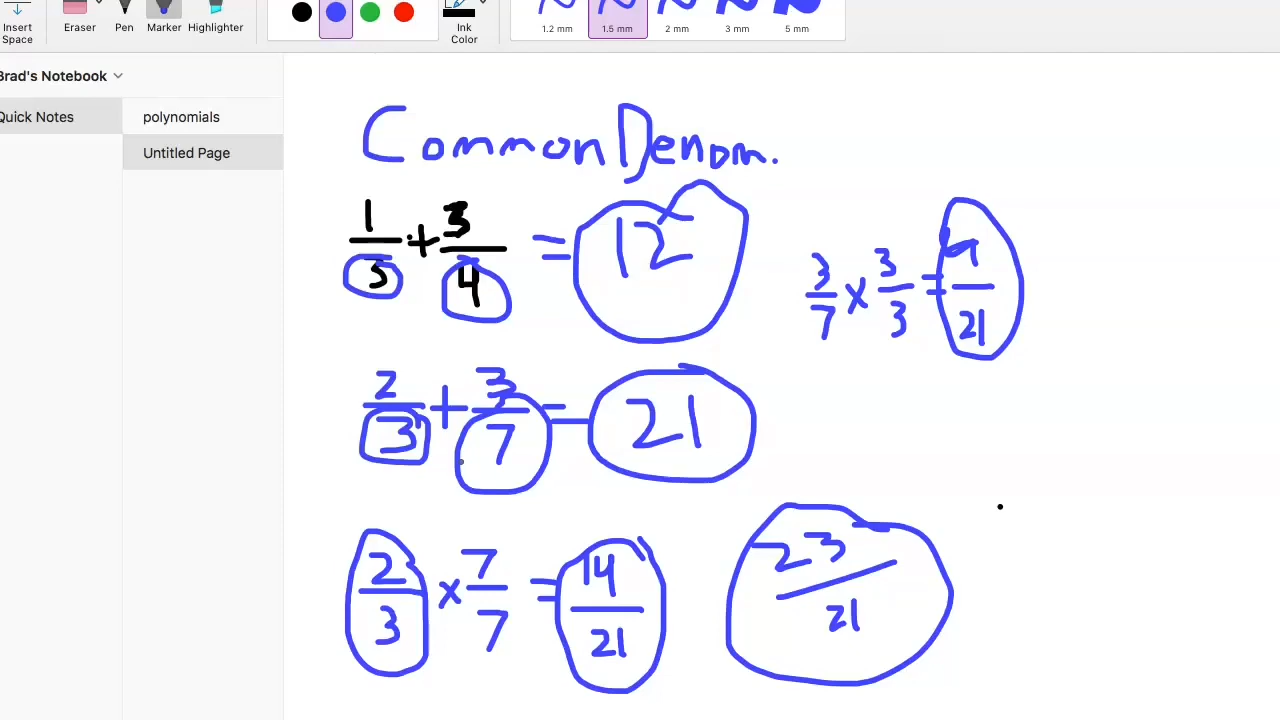 Insert Space
Eraser
Pen
Marker
Highlighter
Ink Color
1.2 mm
1.5 mm
2 mm
3 mm
5 mm
Brad's Notebook
Quick Notes
polynomials
Untitled Page
Common Denom.
1/3 + 3/4 = 12
3/7 x 3/3 = 9/21
2/3 + 3/7 = 21
2/3 x 7/7 = 14/21
23/21